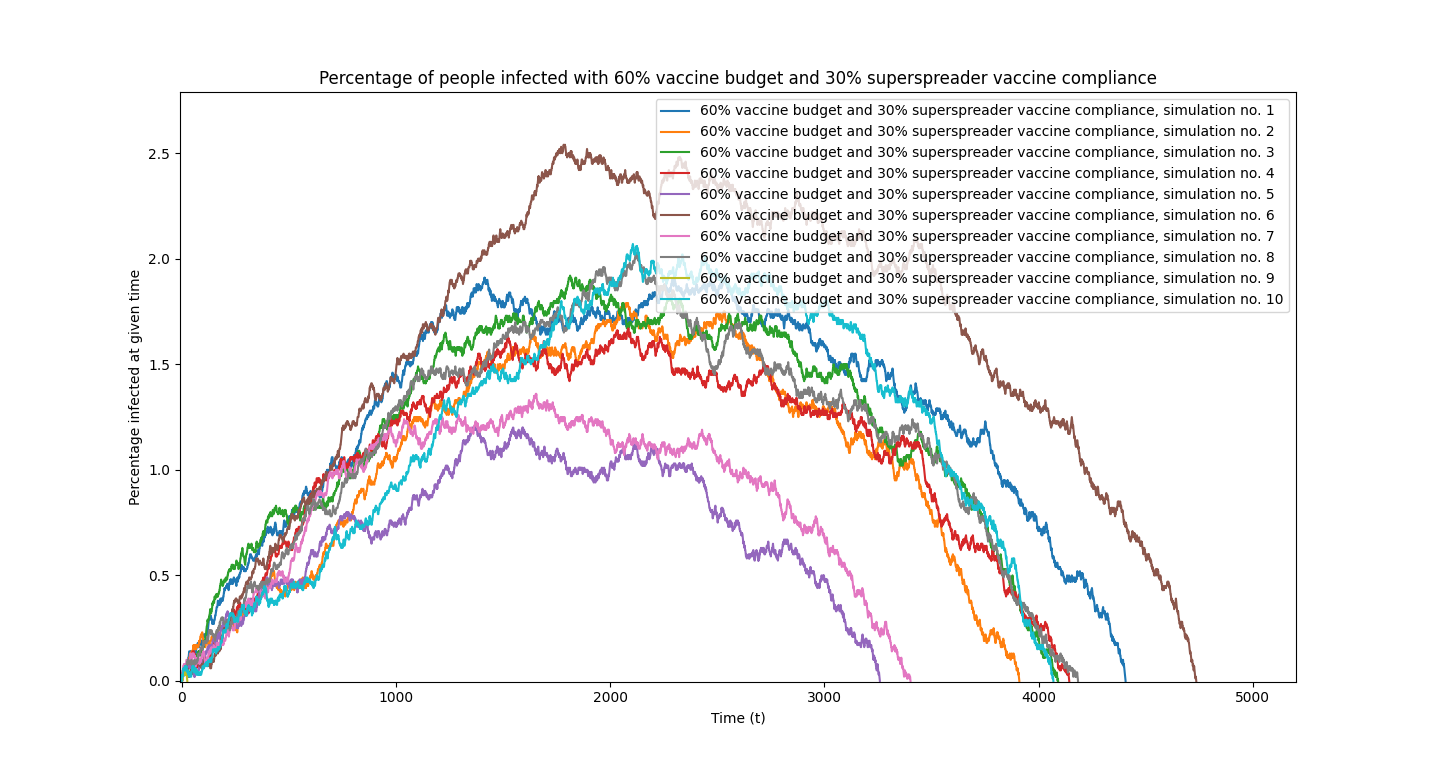 Percentage of people infected with 60% vaccine budget and 30% superspreader vaccine compliance
60% vaccine budget and 30% superspreader vaccine compliance, simulation no. 1
60% vaccine budget and 30% superspreader vaccine compliance, simulation no. 2
60% vaccine budget and 30% superspreader vaccine compliance, simulation no. 3
60% vaccine budget and 30% superspreader vaccine compliance, simulation no. 4
60% vaccine budget and 30% superspreader vaccine compliance, simulation no. 5
60% vaccine budget and 30% superspreader vaccine compliance, simulation no. 6
60% vaccine budget and 30% superspreader vaccine compliance, simulation no. 7
60% vaccine budget and 30% superspreader vaccine compliance, simulation no. 8
60% vaccine budget and 30% superspreader vaccine compliance, simulation no. 9
60% vaccine budget and 30% superspreader vaccine compliance, simulation no. 10
Percentage infected at given time
2.5
2.0
1.5
1.0
0.5
0.0
0 1000 2000 3000 4000 5000
Time (t)